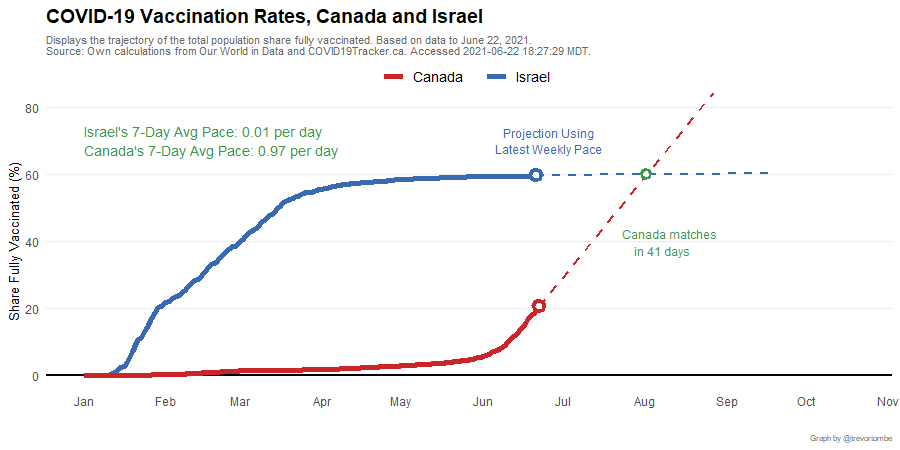 COVID-19 Vaccination Rates, Canada and Israel
Displays the trajectory of the total population share fully vaccinated. Based on data to June 22, 2021.
Source: Own calculations from Our World in Data and COVID19Tracker.ca. Accessed 2021-06-22 18:27:29 MDT.
Canada Israel
80
Israel's 7-Day Avg Pace: 0.01 per day
Canada's 7-Day Avg Pace: 0.97 per day
Projection Using
Latest Weekly Pace
60
Share Fully Vaccinated (%)
40
Canada matches
in 41 days
20
0
Jan Feb Mar Apr May Jun Jul Aug Sep Oct Nov
Graph by @trevortombe